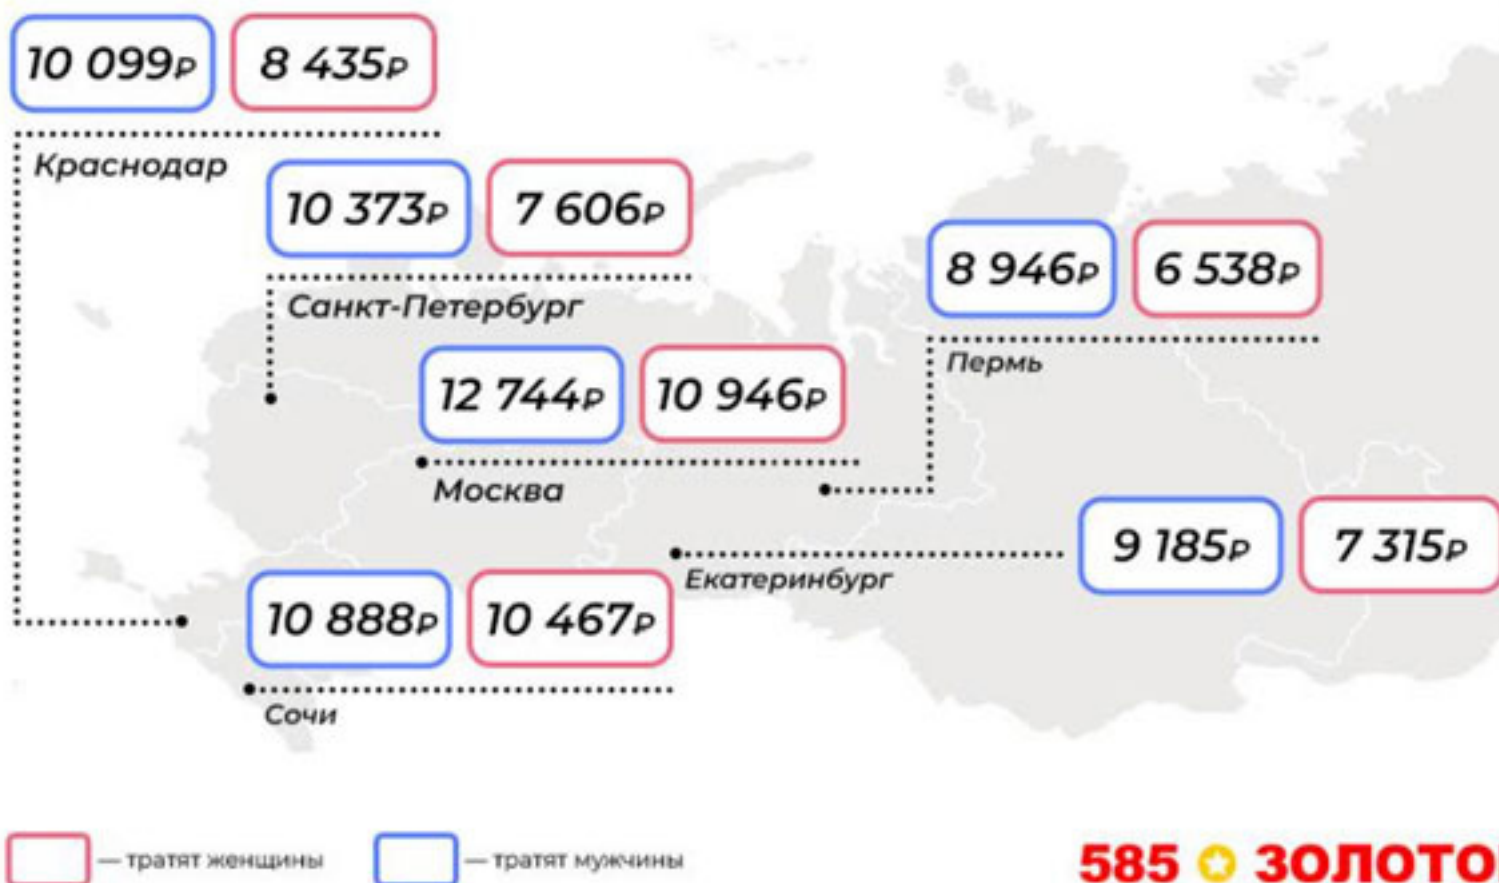 10 099₽ 8 435₽
Краснодар
10 373₽ 7 606₽
Санкт-Петербург
8 946₽ 6 538₽
Пермь
12 744₽ 10 946₽
Москва
9 185₽ 7 315₽
Екатеринбург
10 888₽ 10 467₽
Сочи
— тратят женщины — тратят мужчины
585 ЗОЛОТО